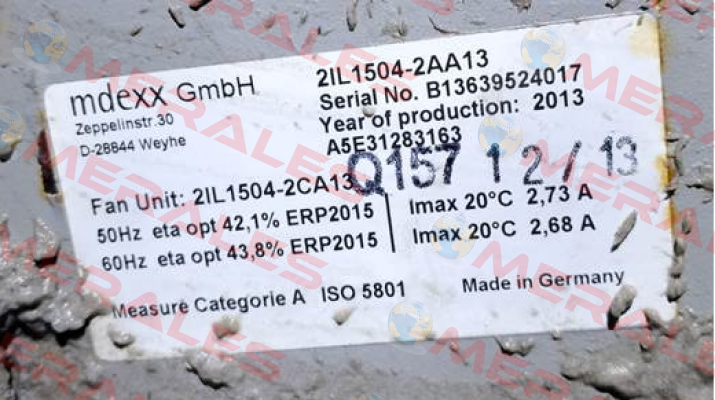 mdexx GmbH
Zeppelinstr.30
D-28844 Weyhe
2IL1504-2AA13
Serial No. B13639524017
Year of production: 2013
A5E31283163
Q157 12/13
Fan Unit: 2IL1504-2CA13
50Hz eta opt 42,1% ERP2015
60Hz eta opt 43,8% ERP2015
Imax 20°C 2,73 A
Imax 20°C 2,68 A
Measure Categorie A ISO 5801
Made in Germany
MERALES